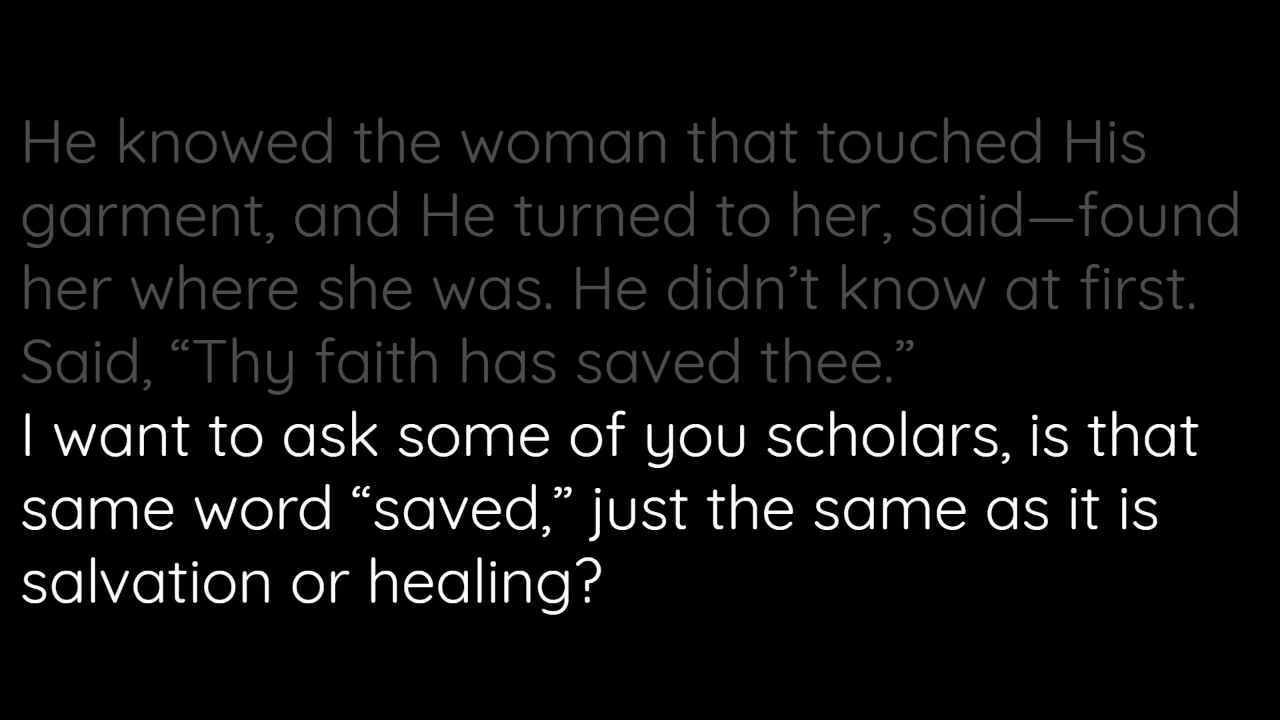 He knowed the woman that touched His
garment, and He turned to her, said—found
her where she was. He didn’t know at first.
Said, “Thy faith has saved thee.”
I want to ask some of you scholars, is that
same word “saved,” just the same as it is
salvation or healing?